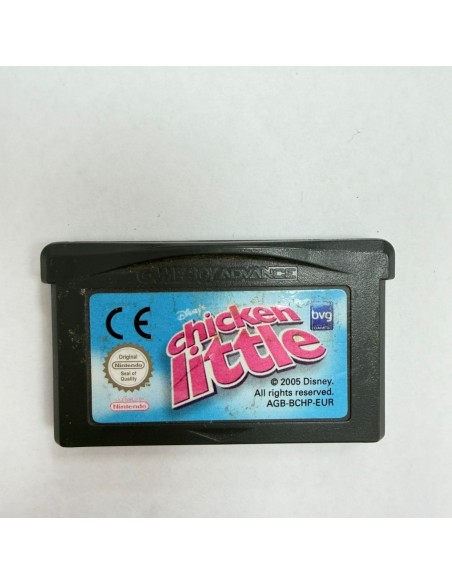 GAME BOY ADVANCE
CE
Disney's
chicken
little
bvg
GAMES
Original
Nintendo
Seal of
Quality
Nintendo
© 2005 Disney.
All rights reserved.
AGB-BCHP-EUR